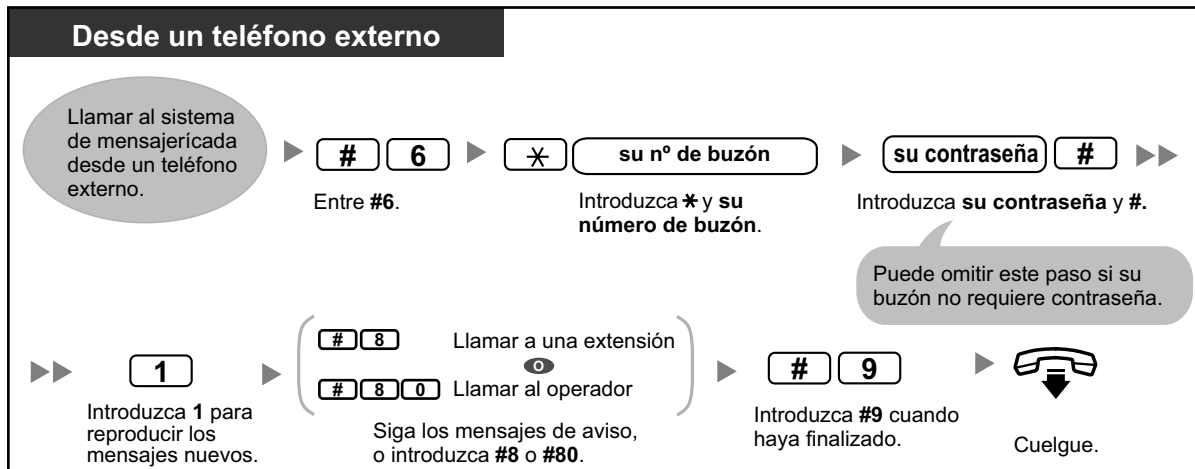 Desde un teléfono externo
Llamar al sistema
de mensajerícada
desde un teléfono
externo.
# 6
Entre #6.
* su nº de buzón
Introduzca * y su
número de buzón.
su contraseña #
Introduzca su contraseña y #.
Puede omitir este paso si su
buzón no requiere contraseña.
1
Introduzca 1 para
reproducir los
mensajes nuevos.
# 8 Llamar a una extensión
o
# 8 0 Llamar al operador
Siga los mensajes de aviso,
o introduzca #8 o #80.
# 9
Introduzca #9 cuando
haya finalizado.
Cuelgue.